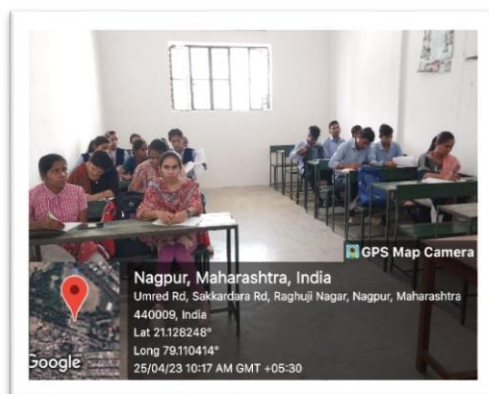 GPS Map Camera
Nagpur, Maharashtra, India
Umred Rd, Sakkardara Rd, Raghuji Nagar, Nagpur, Maharashtra
440009, India
Lat 21.128248°
Long 79.110414°
25/04/23 10:17 AM GMT +05:30
Google